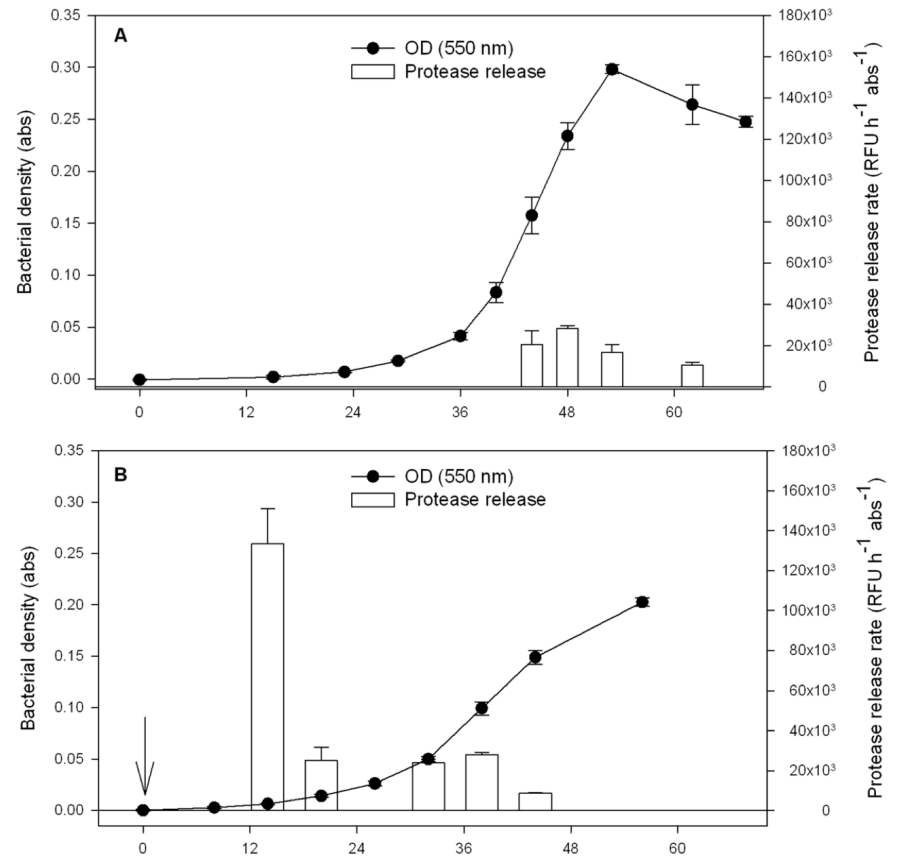 A
OD (550 nm)
Protease release
Bacterial density (abs)
0.35
0.30
0.25
0.20
0.15
0.10
0.05
0.00
Protease release rate (RFU h⁻¹ abs⁻¹)
180x10³
160x10³
140x10³
120x10³
100x10³
80x10³
60x10³
40x10³
20x10³
0
0 12 24 36 48 60
B
OD (550 nm)
Protease release
Bacterial density (abs)
0.35
0.30
0.25
0.20
0.15
0.10
0.05
0.00
Protease release rate (RFU h⁻¹ abs⁻¹)
180x10³
160x10³
140x10³
120x10³
100x10³
80x10³
60x10³
40x10³
20x10³
0
0 12 24 36 48 60